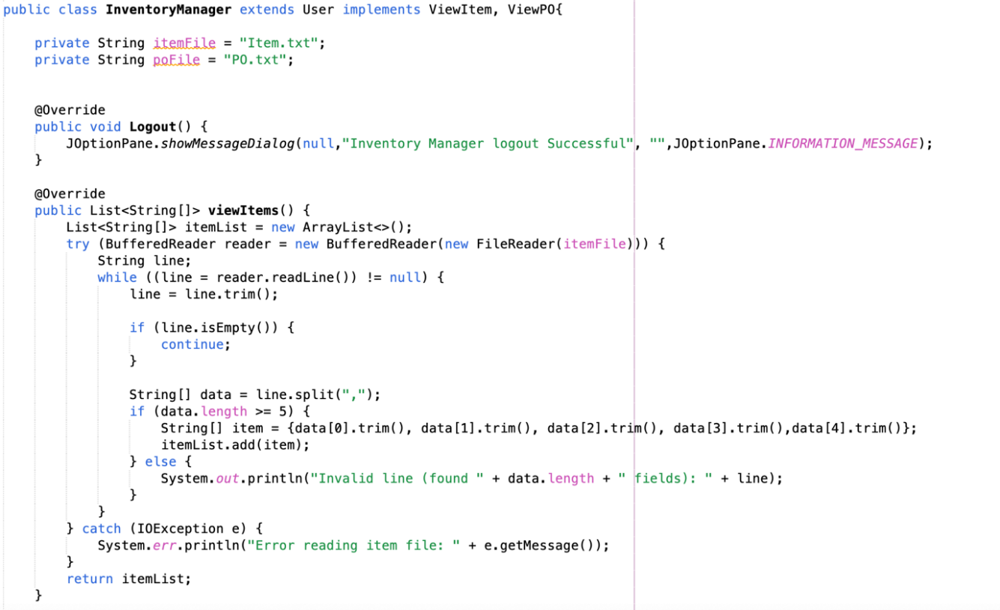 public class InventoryManager extends User implements ViewItem, ViewPO{
private String itemFile = "Item.txt";
private String poFile = "PO.txt";
@Override
public void Logout() {
JOptionPane.showMessageDialog(null,"Inventory Manager logout Successful", "",JOptionPane.INFORMATION_MESSAGE);
}
@Override
public List<String[]> viewItems() {
List<String[]> itemList = new ArrayList<>();
try (BufferedReader reader = new BufferedReader(new FileReader(itemFile))) {
String line;
while ((line = reader.readLine()) != null) {
line = line.trim();
if (line.isEmpty()) {
continue;
}
String[] data = line.split(",");
if (data.length >= 5) {
String[] item = {data[0].trim(), data[1].trim(), data[2].trim(), data[3].trim(),data[4].trim()};
itemList.add(item);
} else {
System.out.println("Invalid line (found " + data.length + " fields): " + line);
}
}
} catch (IOException e) {
System.err.println("Error reading item file: " + e.getMessage());
}
return itemList;
}